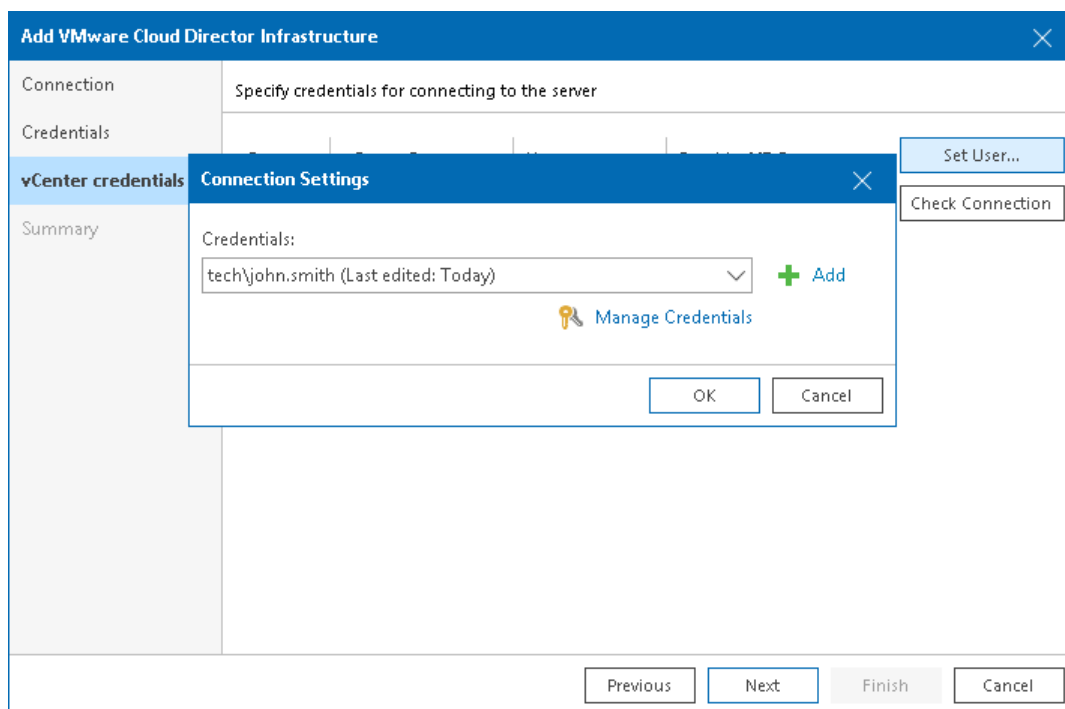 Add VMware Cloud Director Infrastructure
Connection
Specify credentials for connecting to the server
Credentials
Set User...
vCenter credentials
Connection Settings
Check Connection
Summary
Credentials:
tech\john.smith (Last edited: Today)
Add
Manage Credentials
OK
Cancel
Previous
Next
Finish
Cancel